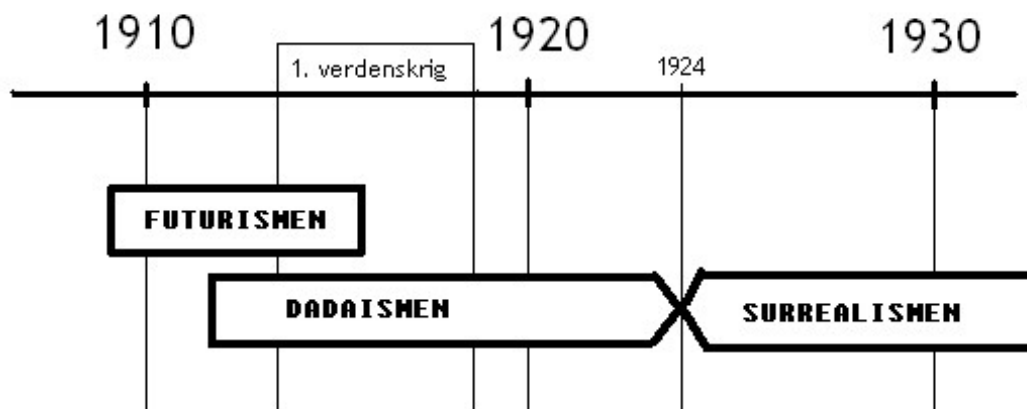 1910
1920
1930
1. verdenskrig
1924
FUTURISMEN
DADAISMEN
SURREALISMEN